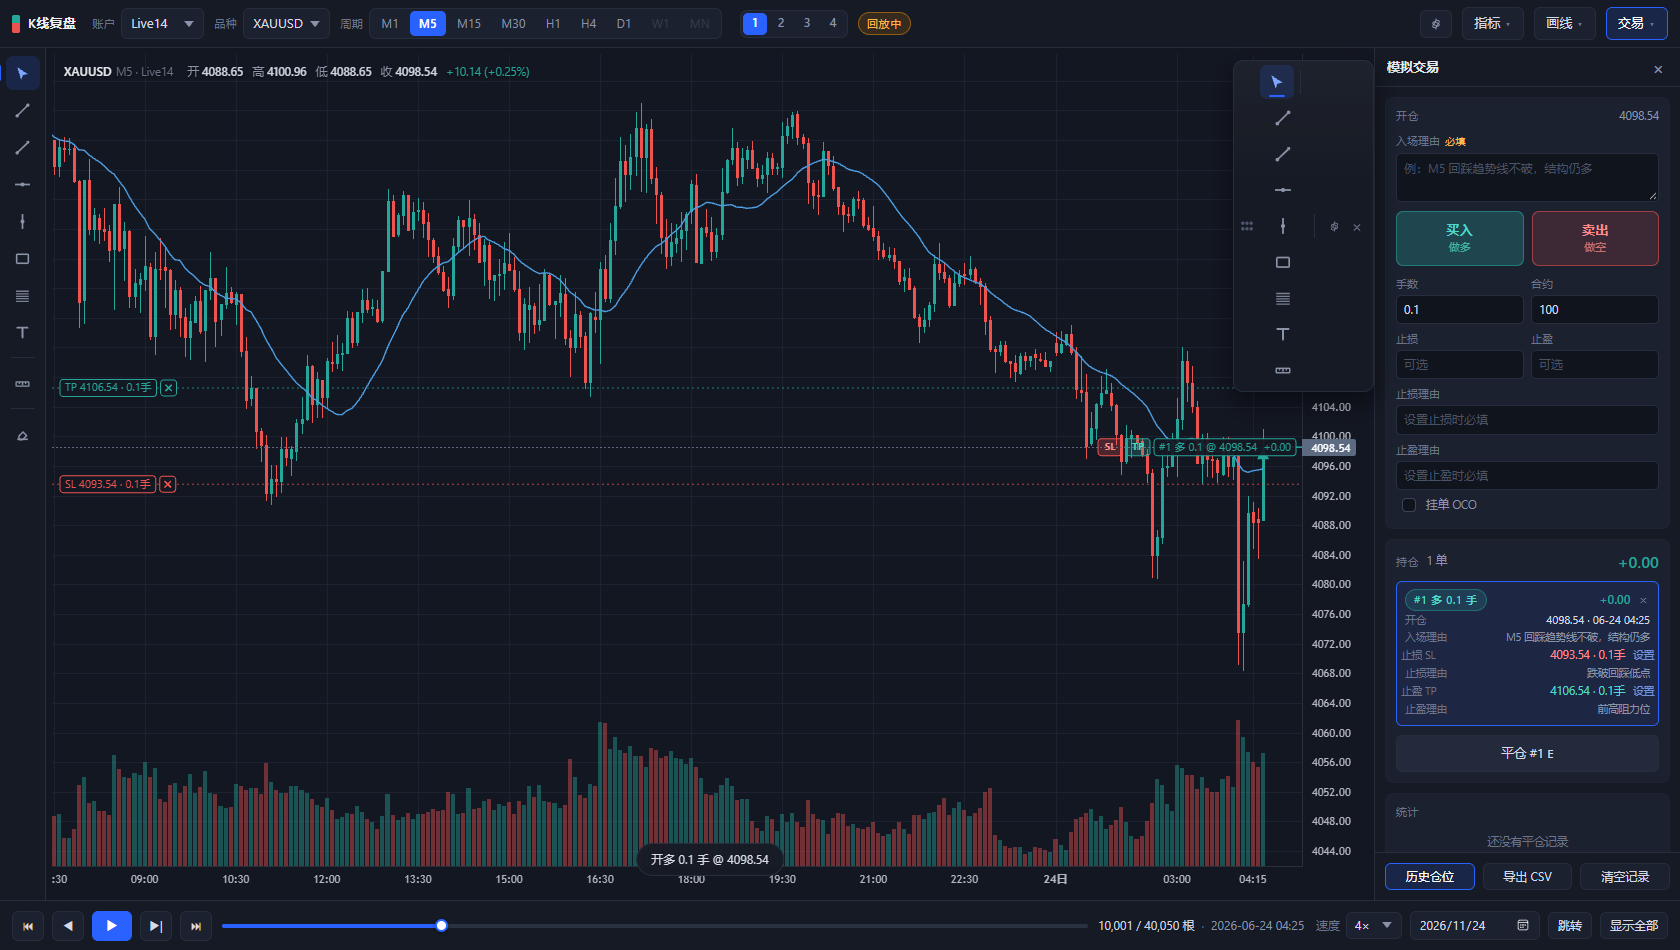 K线复盘 账户 Live14 品种 XAUUSD 周期 M1 M5 M15 M30 H1 H4 D1 W1 MN 1 2 3 4 回放中 指标 画线 交易
XAUUSD M5 · Live14 开 4088.65 高 4100.96 低 4088.65 收 4098.54 +10.14 (+0.25%)
TP 4106.54 · 0.1手
SL 4093.54 · 0.1手
SL TP #1 多 0.1 @ 4098.54 +0.00
4104.00
4100.00
4098.54
4096.00
4092.00
4088.00
4084.00
4080.00
4076.00
4072.00
4068.00
4064.00
4060.00
4056.00
4052.00
4048.00
4044.00
开多 0.1 手 @ 4098.54
:30 09:00 10:30 12:00 13:30 15:00 16:30 18:00 19:30 21:00 22:30 24日 03:00 04:15
模拟交易
开仓 4098.54
入场理由 必填
例：M5 回踩趋势线不破，结构仍多
买入 卖出
做多 做空
手数 合约
0.1 100
止损 止盈
可选 可选
止损理由
设置止损时必填
止盈理由
设置止盈时必填
挂单 OCO
持仓 1 单 +0.00
#1 多 0.1 手 +0.00
开仓 4098.54 · 06-24 04:25
入场理由 M5 回踩趋势线不破，结构仍多
止损 SL 4093.54 · 0.1手 设置
止损理由 跌破回踩低点
止盈 TP 4106.54 · 0.1手 设置
止盈理由 前高阻力位
平仓 #1 E
统计
还没有平仓记录
历史仓位 导出 CSV 清空记录
10,001 / 40,050 根 · 2026-06-24 04:25 速度 4× 2026/11/24 跳转 显示全部